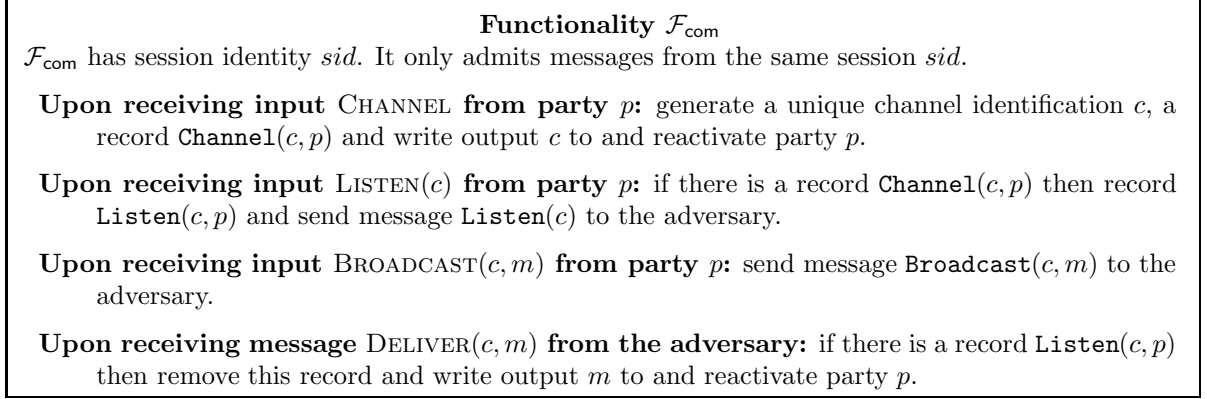 Functionality F_com
F_com has session identity sid. It only admits messages from the same session sid.
Upon receiving input CHANNEL from party p: generate a unique channel identification c, a
record Channel(c, p) and write output c to and reactivate party p.
Upon receiving input LISTEN(c) from party p: if there is a record Channel(c, p) then record
Listen(c, p) and send message Listen(c) to the adversary.
Upon receiving input BROADCAST(c, m) from party p: send message Broadcast(c, m) to the
adversary.
Upon receiving message DELIVER(c, m) from the adversary: if there is a record Listen(c, p)
then remove this record and write output m to and reactivate party p.